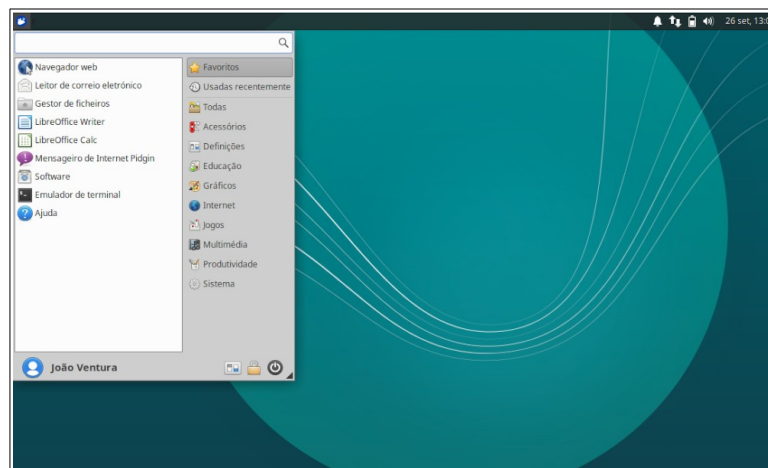 26 set, 13:0
Navegador web
Leitor de correio eletrónico
Gestor de ficheiros
LibreOffice Writer
LibreOffice Calc
Mensageiro de Internet Pidgin
Software
Emulador de terminal
Ajuda
Favoritos
Usadas recentemente
Todas
Acessórios
Definições
Educação
Gráficos
Internet
Jogos
Multimédia
Produtividade
Sistema
João Ventura